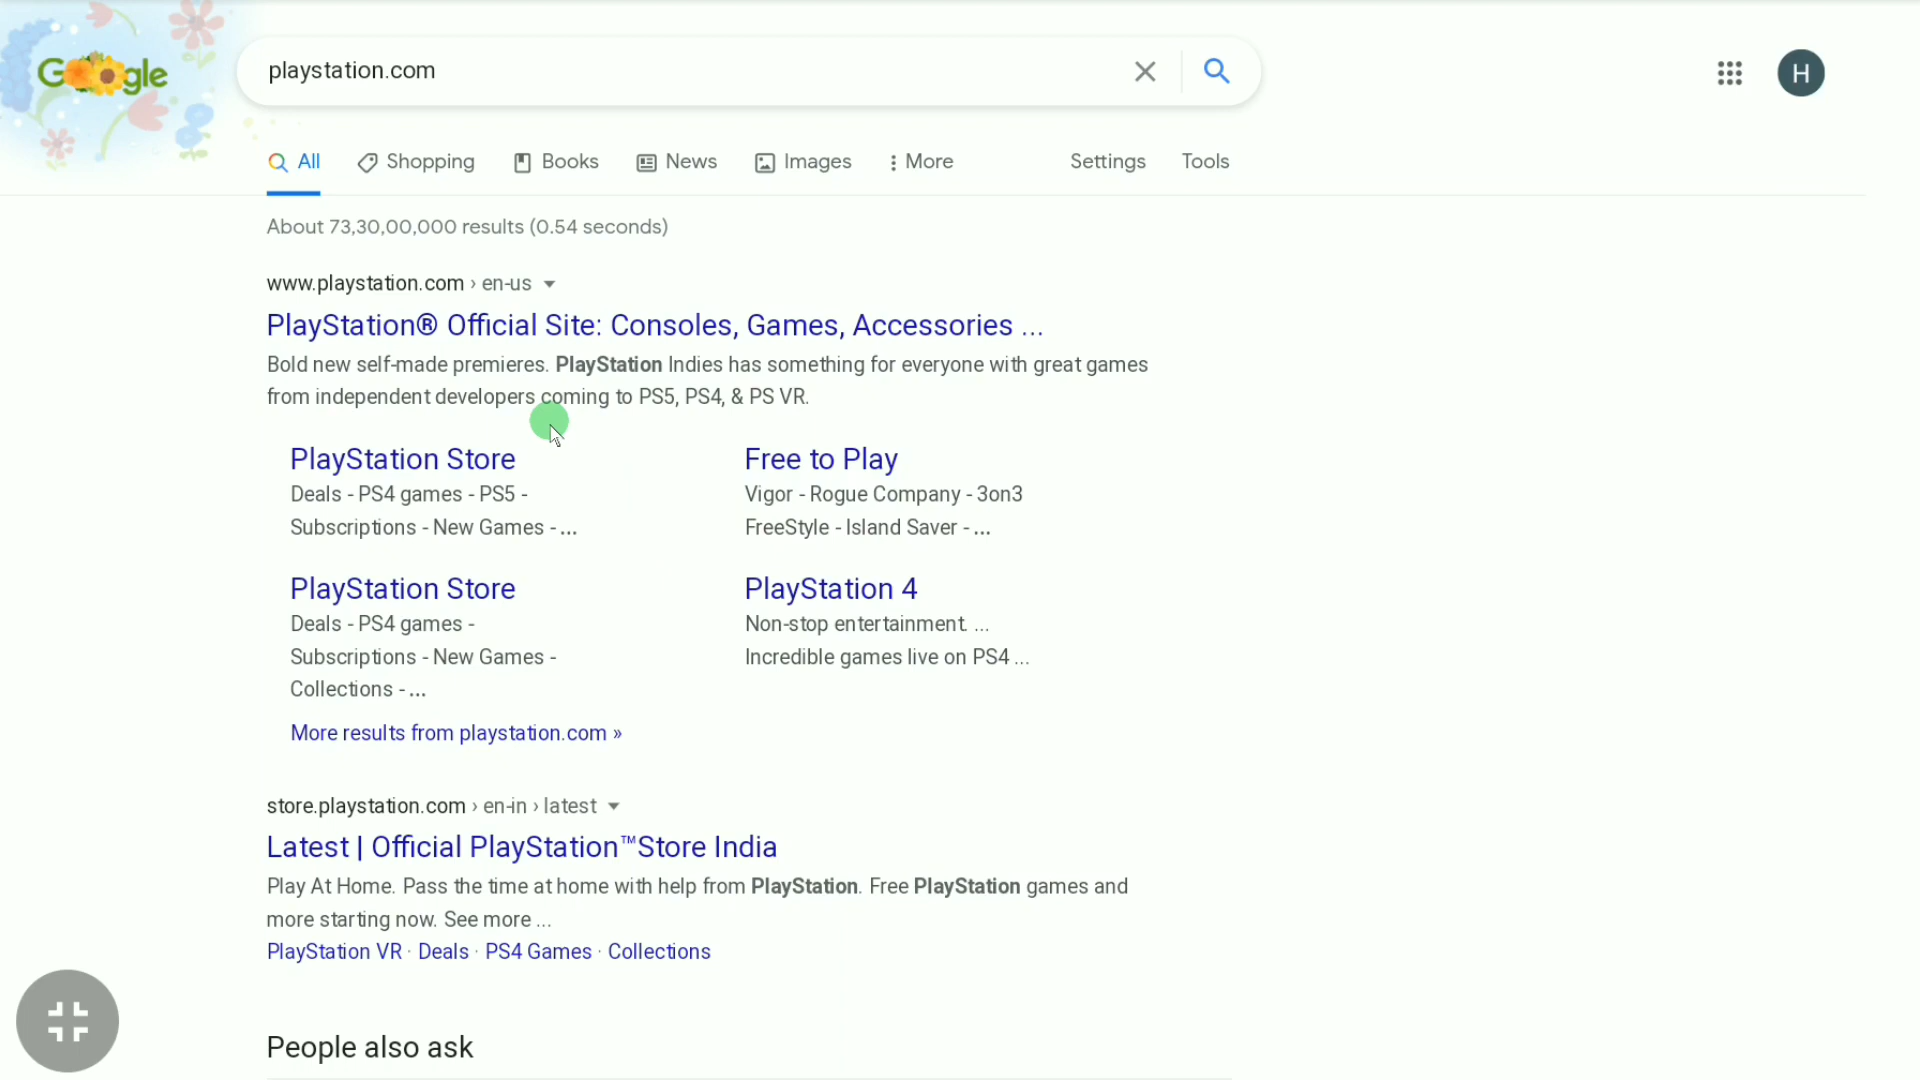 Google
playstation.com
H
All Shopping Books News Images More Settings Tools
About 73,30,00,000 results (0.54 seconds)
www.playstation.com › en-us
PlayStation® Official Site: Consoles, Games, Accessories ...
Bold new self-made premieres. PlayStation Indies has something for everyone with great games
from independent developers coming to PS5, PS4, & PS VR.
PlayStation Store
Deals - PS4 games - PS5 -
Subscriptions - New Games - ...
Free to Play
Vigor - Rogue Company - 3on3
FreeStyle - Island Saver - ...
PlayStation Store
Deals - PS4 games -
Subscriptions - New Games -
Collections - ...
PlayStation 4
Non-stop entertainment. ...
Incredible games live on PS4 ...
More results from playstation.com »
store.playstation.com › en-in › latest
Latest | Official PlayStation™Store India
Play At Home. Pass the time at home with help from PlayStation. Free PlayStation games and
more starting now. See more ...
PlayStation VR · Deals · PS4 Games · Collections
People also ask